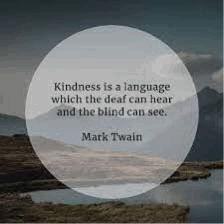 Kindness is a language
which the deaf can hear
and the blind can see.
Mark Twain